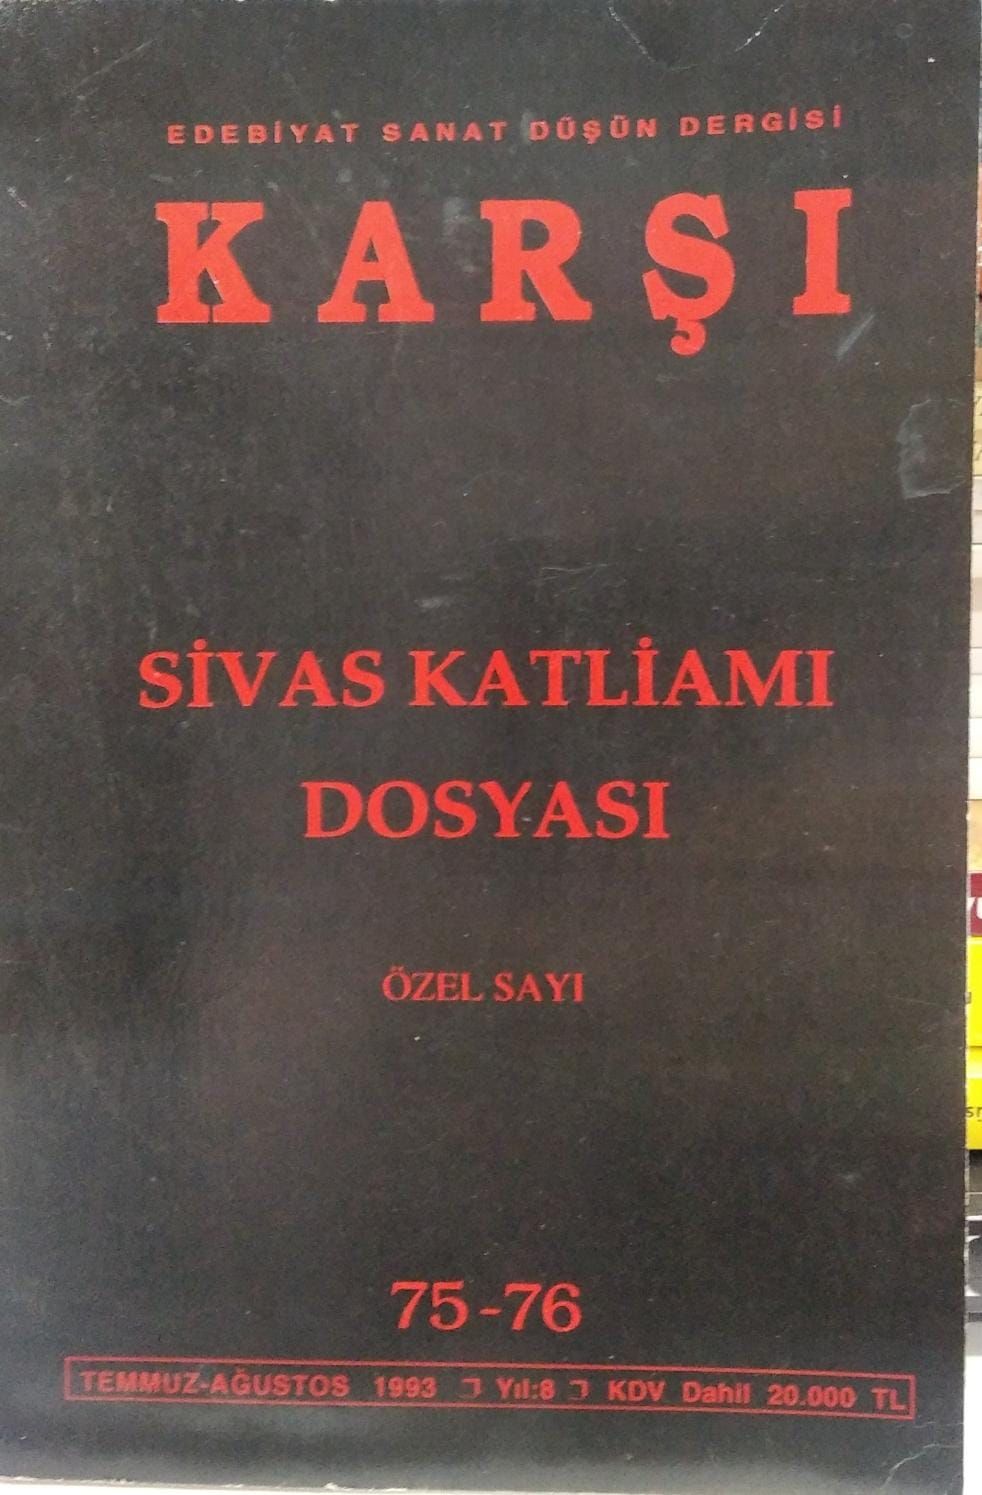 EDEBİYAT SANAT DÜŞÜN DERGİSİ
KARŞI
SİVAS KATLİAMI
DOSYASI
ÖZEL SAYI
75-76
TEMMUZ-AĞUSTOS 1993 Yıl:8 KDV Dahil 20.000 TL